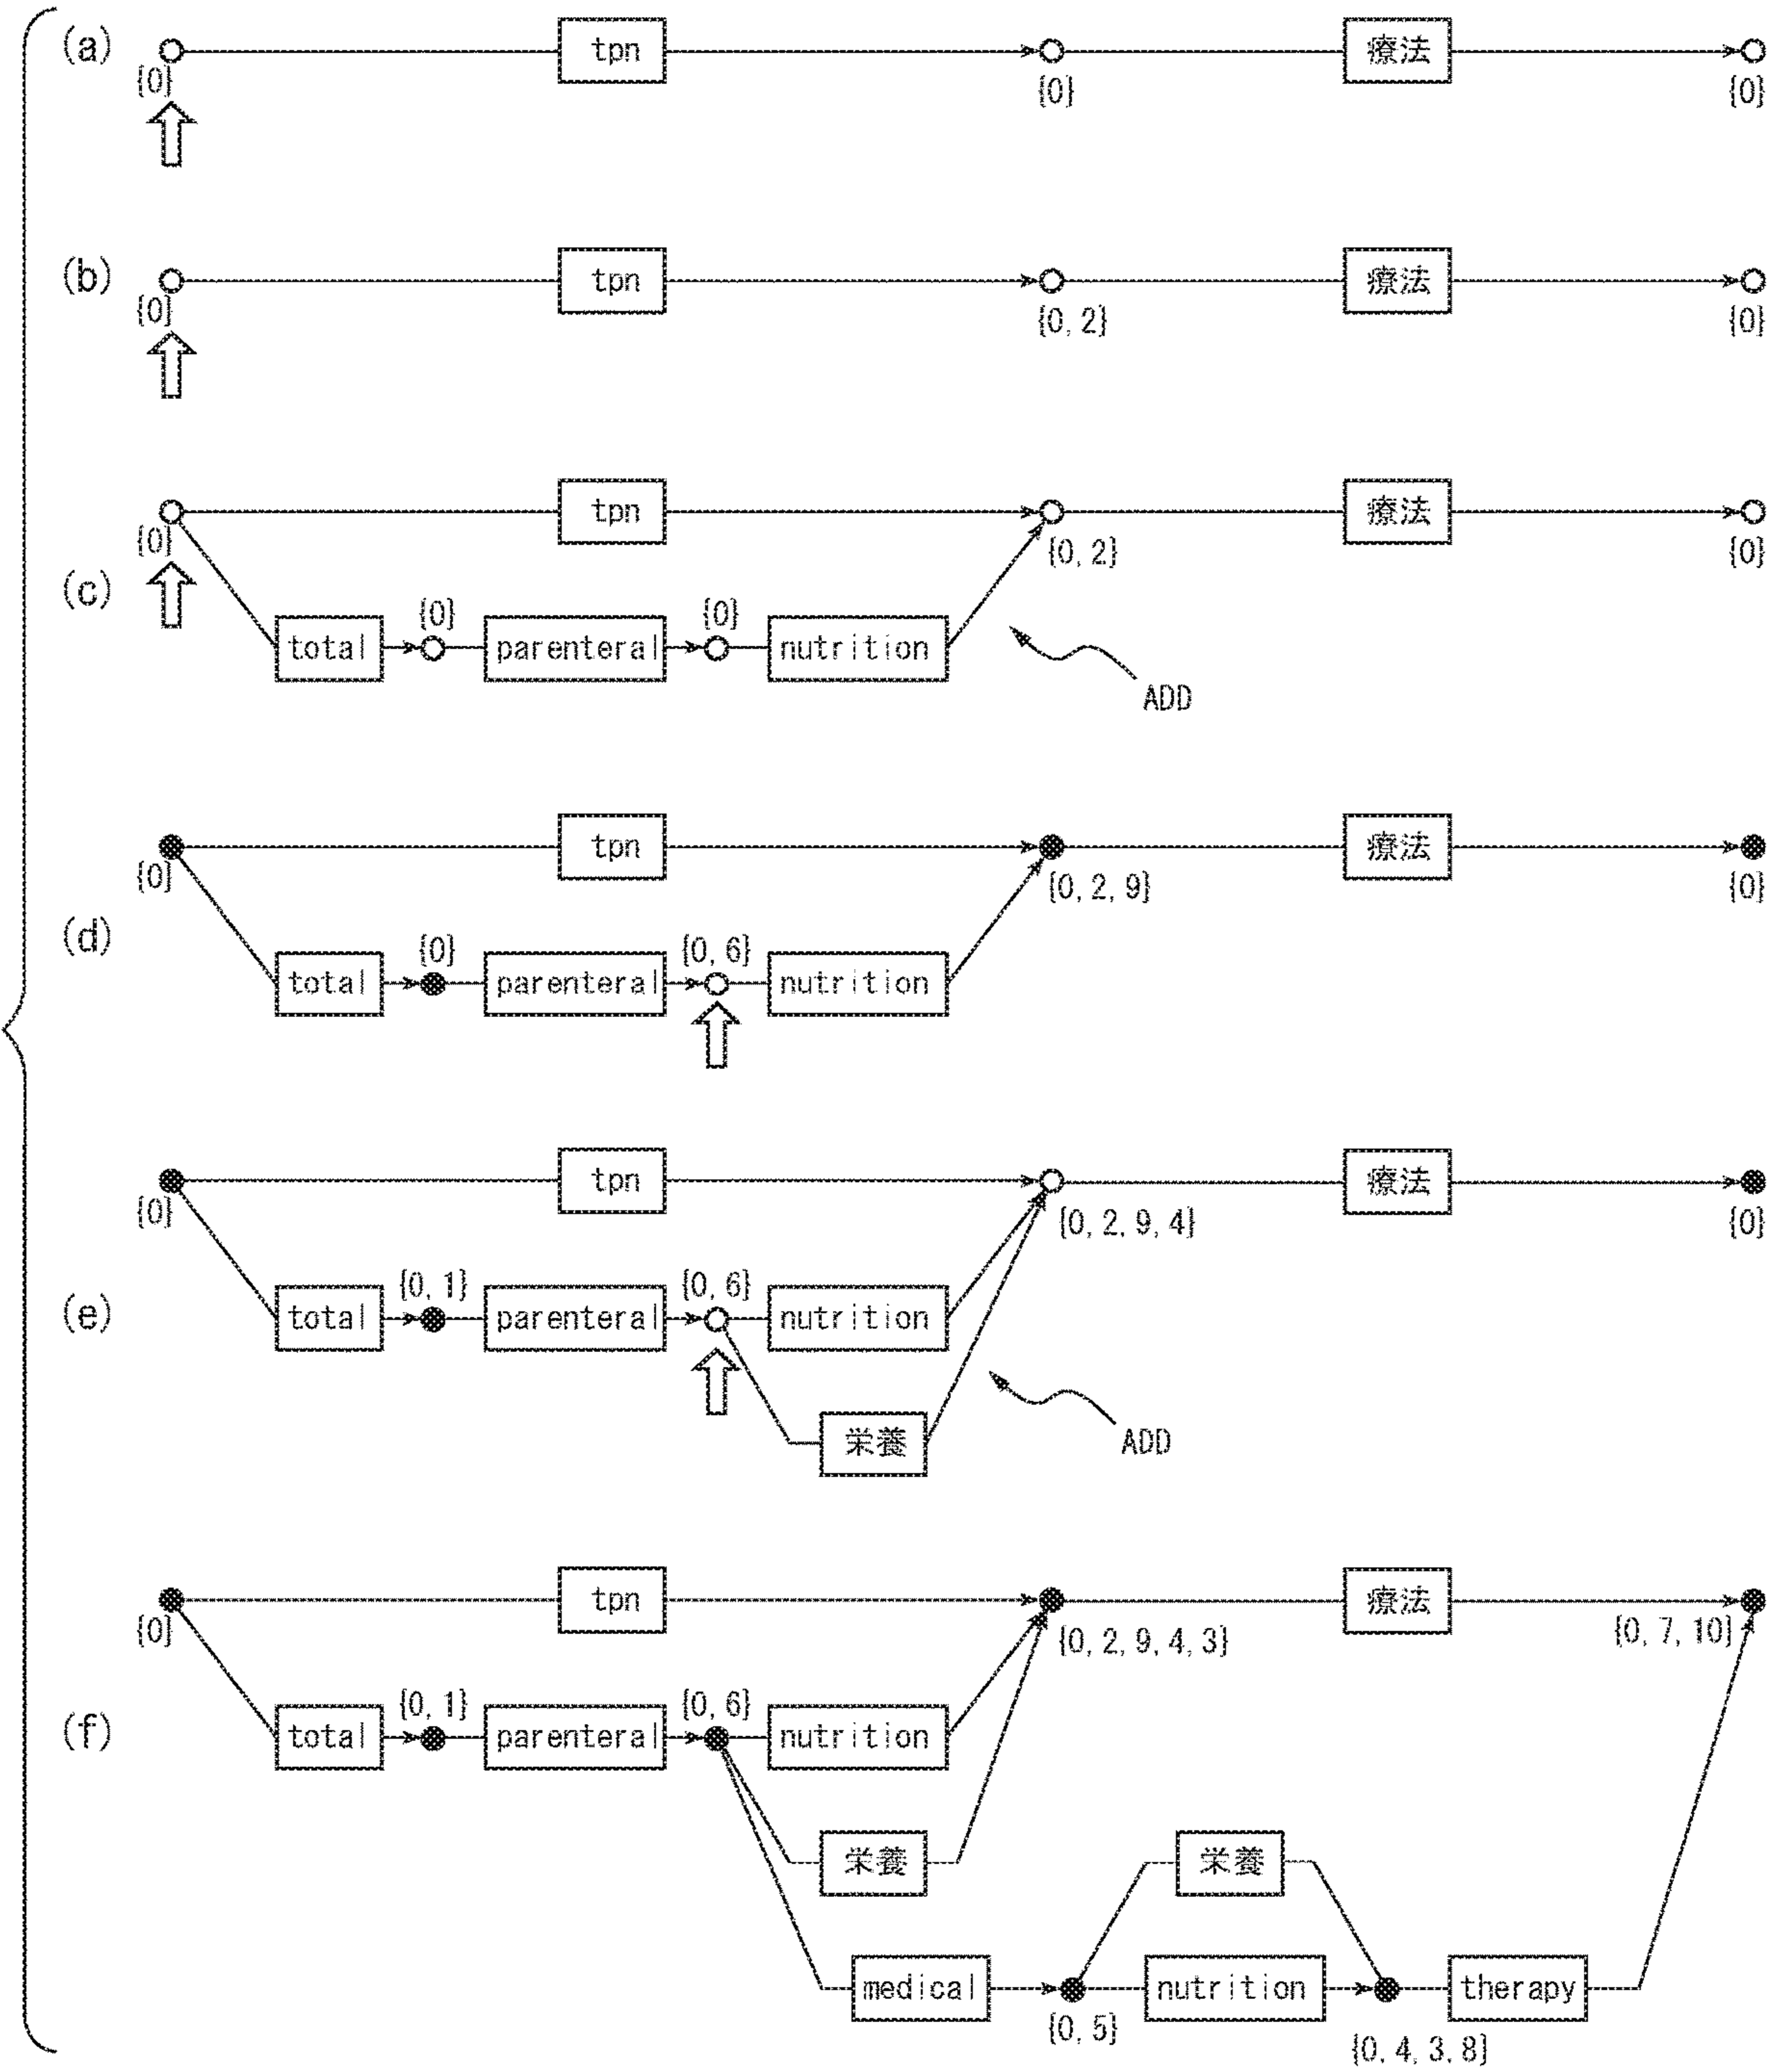 (a) tpn 療法
{0} {0} {0}
(b) tpn 療法
{0} {0, 2} {0}
tpn 療法
{0} {0, 2} {0}
(c) {0} {0}
total parenteral nutrition
ADD
tpn 療法
{0} {0, 2, 9} {0}
(d) {0} {0, 6}
total parenteral nutrition
tpn 療法
{0} {0, 2, 9, 4} {0}
(e) {0, 1} {0, 6}
total parenteral nutrition
栄養 ADD
tpn 療法
{0} {0, 2, 9, 4, 3} {0, 7, 10}
(f) {0, 1} {0, 6}
total parenteral nutrition
栄養 栄養
medical nutrition therapy
{0, 5} {0, 4, 3, 8}